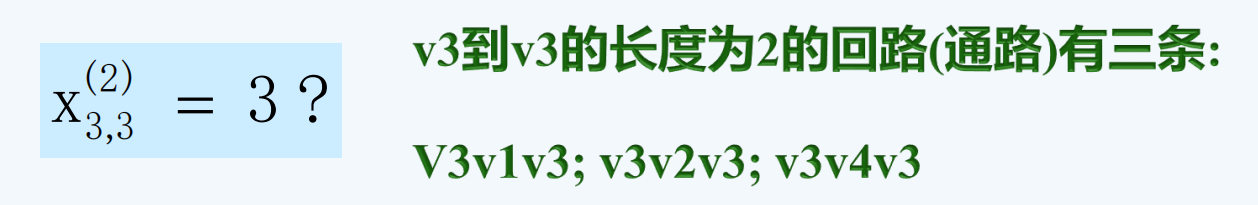 x_{3,3}^{(2)} = 3？
v3到v3的长度为2的回路(通路)有三条:
V3v1v3; v3v2v3; v3v4v3